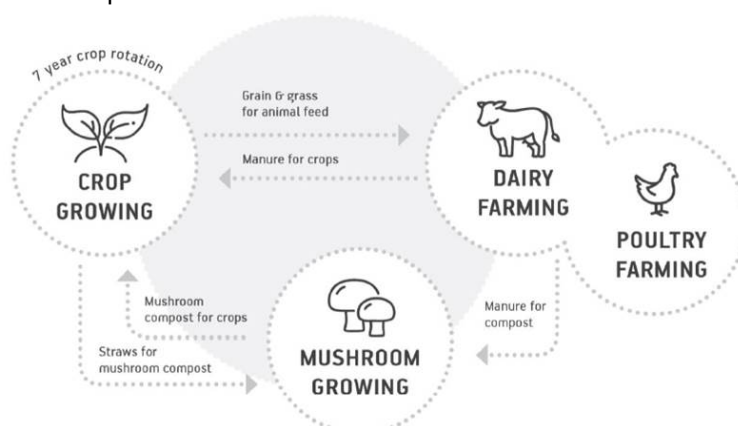 7 year crop rotation
CROP
GROWING
Grain & grass
for animal feed
Manure for crops
DAIRY
FARMING
POULTRY
FARMING
Mushroom
compost for crops
Straws for
mushroom compost
MUSHROOM
GROWING
Manure for
compost